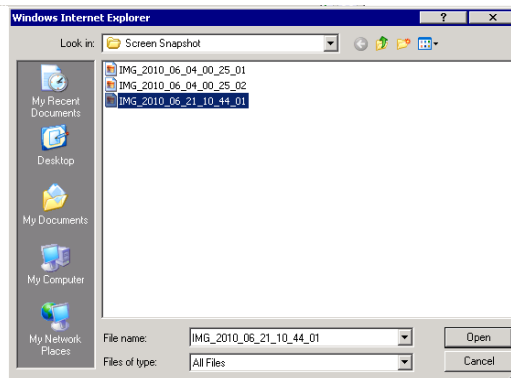 Windows Internet Explorer
Look in:
Screen Snapshot
IMG_2010_06_04_00_25_01
IMG_2010_06_04_00_25_02
IMG_2010_06_21_10_44_01
My Recent
Documents
Desktop
My Documents
My Computer
My Network
Places
File name:
IMG_2010_06_21_10_44_01
Open
Files of type:
All Files
Cancel